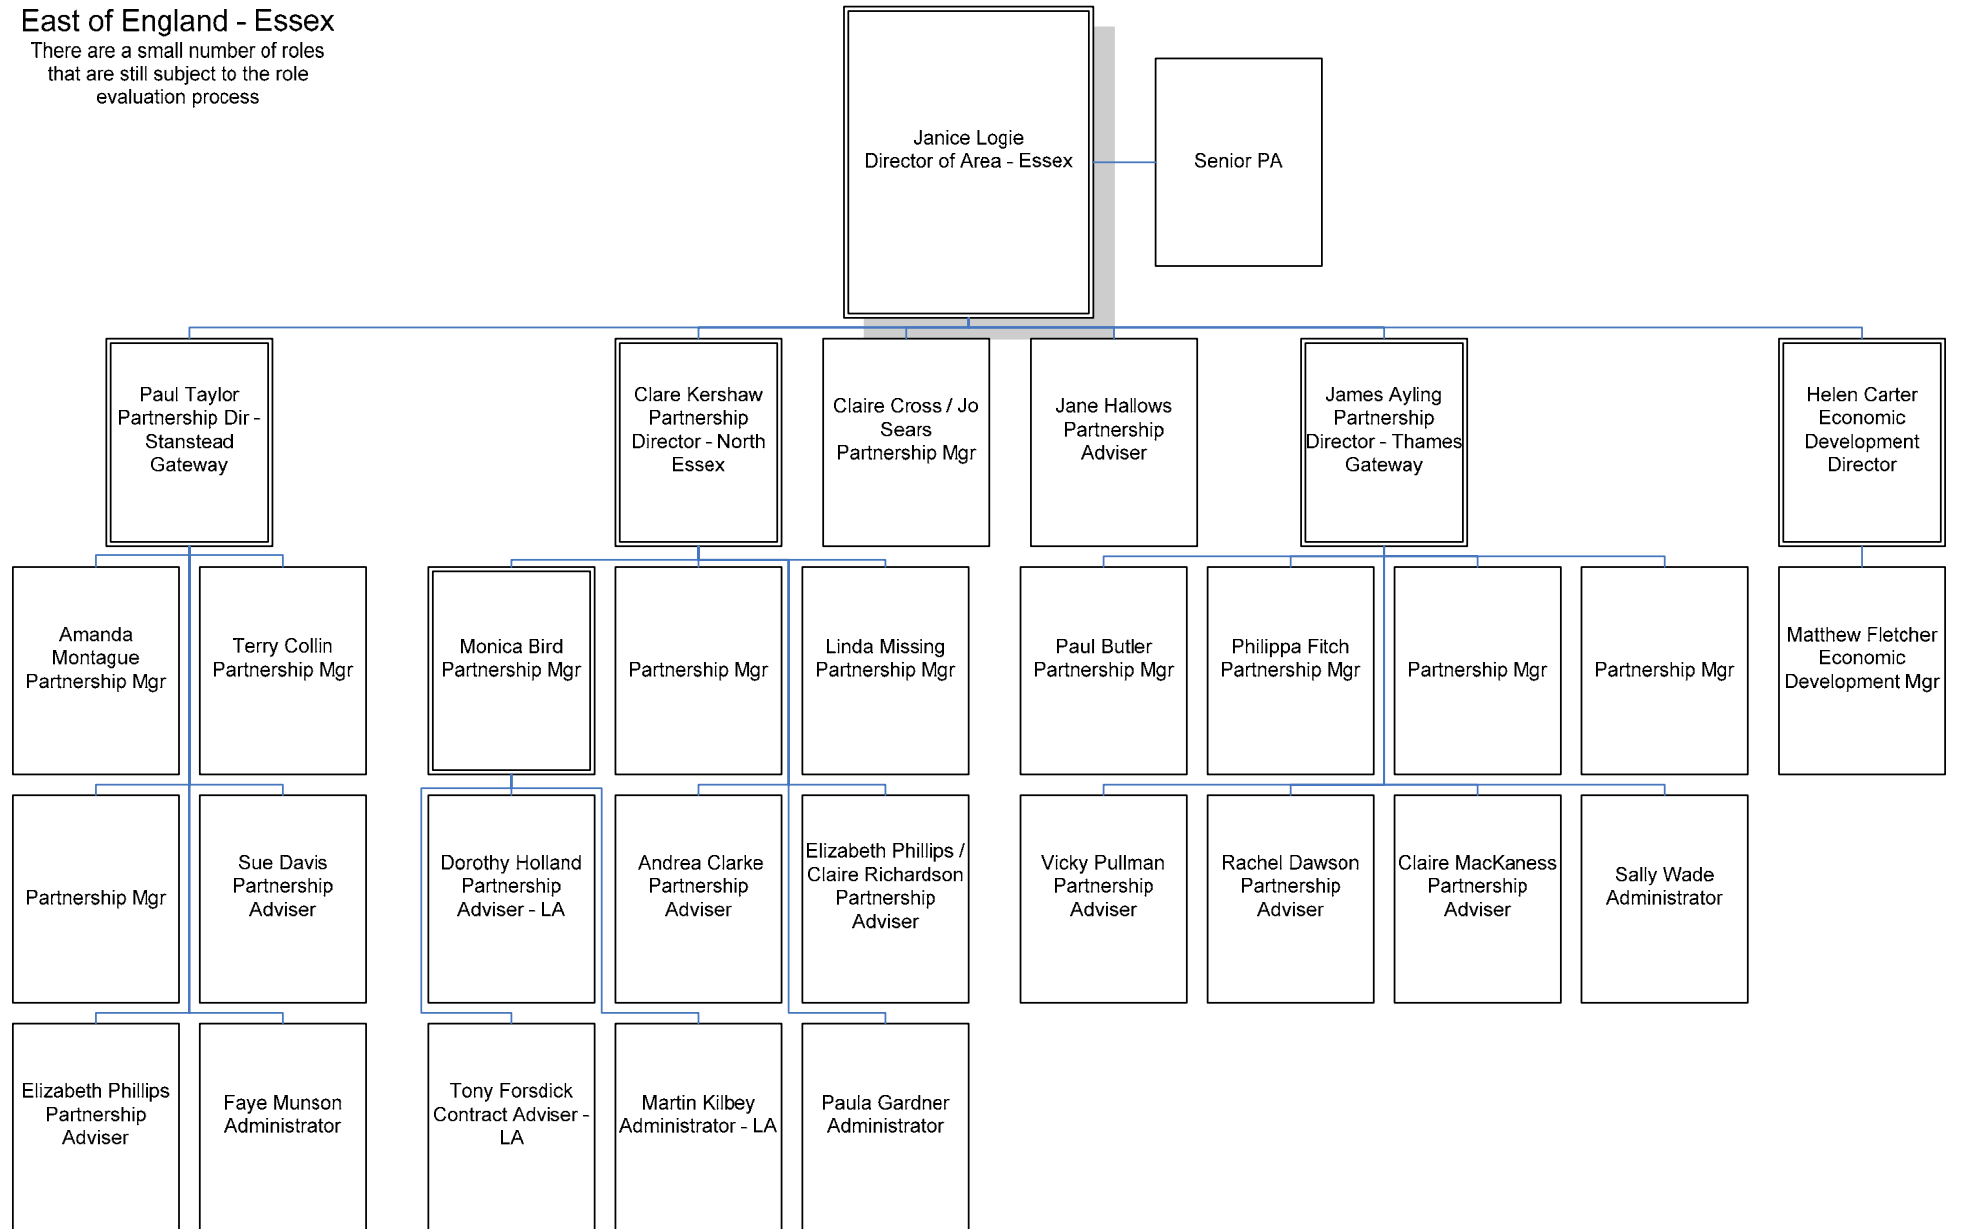 East of England - Essex
There are a small number of roles
that are still subject to the role
evaluation process
Janice Logie
Director of Area - Essex
Senior PA
Paul Taylor
Partnership Dir -
Stanstead
Gateway
Clare Kershaw
Partnership
Director - North
Essex
Claire Cross / Jo
Sears
Partnership Mgr
Jane Hallows
Partnership
Adviser
James Ayling
Partnership
Director - Thames
Gateway
Helen Carter
Economic
Development
Director
Amanda
Montague
Partnership Mgr
Terry Collin
Partnership Mgr
Monica Bird
Partnership Mgr
Partnership Mgr
Linda Missing
Partnership Mgr
Paul Butler
Partnership Mgr
Philippa Fitch
Partnership Mgr
Partnership Mgr
Partnership Mgr
Matthew Fletcher
Economic
Development Mgr
Partnership Mgr
Sue Davis
Partnership
Adviser
Dorothy Holland
Partnership
Adviser - LA
Andrea Clarke
Partnership
Adviser
Elizabeth Phillips /
Claire Richardson
Partnership
Adviser
Vicky Pullman
Partnership
Adviser
Rachel Dawson
Partnership
Adviser
Claire MacKaness
Partnership
Adviser
Sally Wade
Administrator
Elizabeth Phillips
Partnership
Adviser
Faye Munson
Administrator
Tony Forsdick
Contract Adviser -
LA
Martin Kilbey
Administrator - LA
Paula Gardner
Administrator